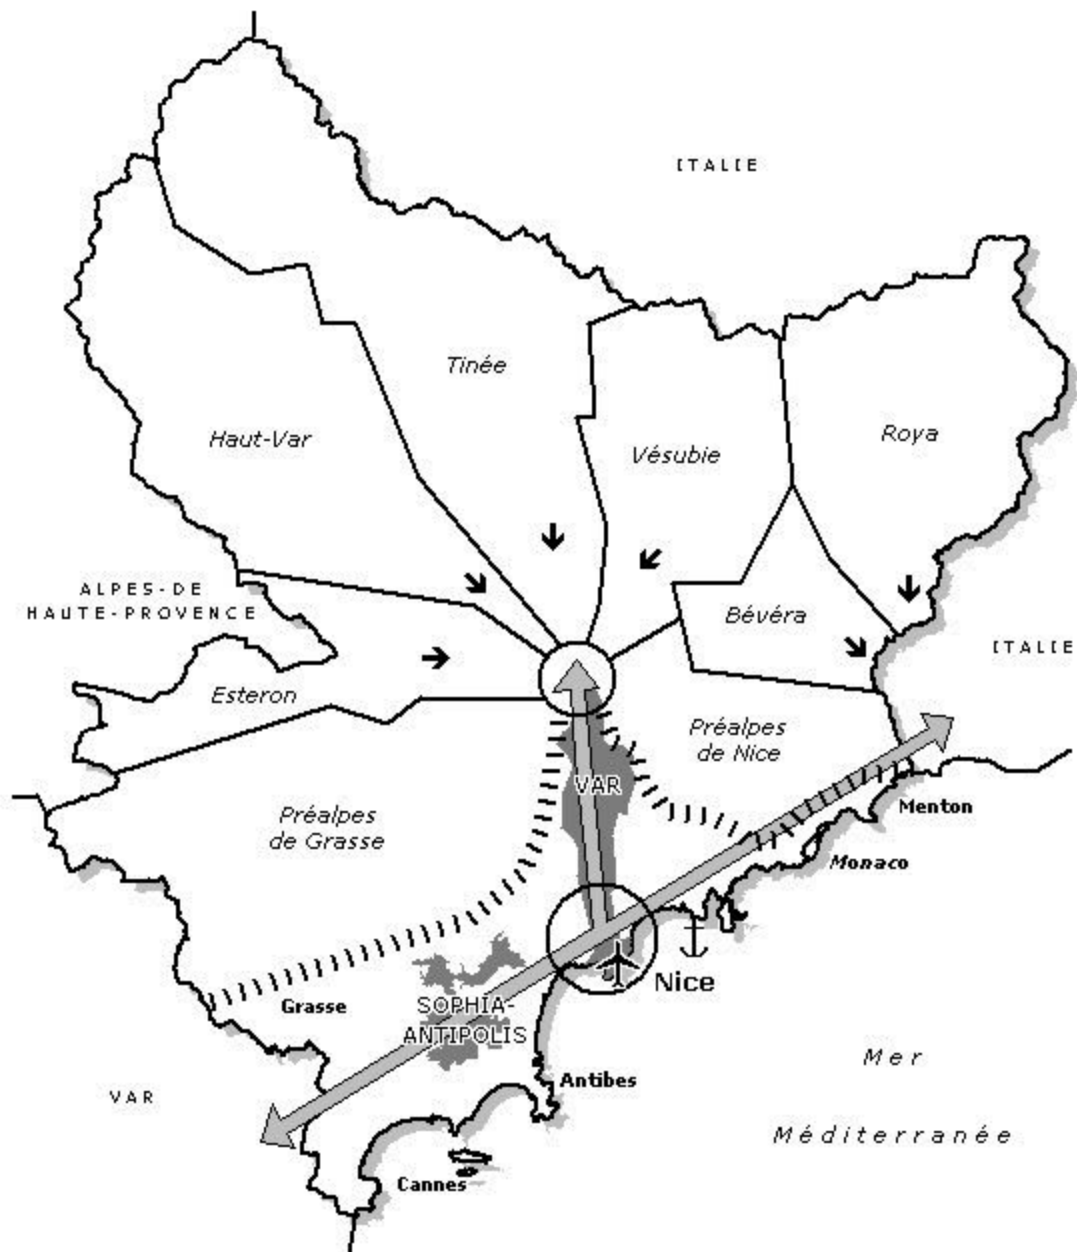 ITALIE
Tinée
Haut-Var
Vésubie
Roya
ALPES-DE
HAUTE-PROVENCE
Bévéra
ITALIE
Esteron
Préalpes
de Nice
VAR
Préalpes
de Grasse
Menton
Monaco
Nice
Grasse
SOPHIA-
ANTIPOLIS
Mer
Méditerranée
Antibes
VAR
Cannes